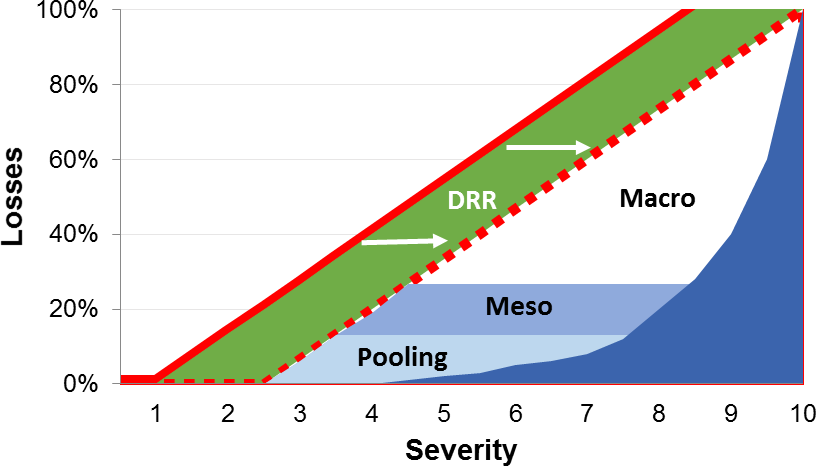 100%
80%
60%
40%
20%
0%
Losses
DRR
Macro
Meso
Pooling
1 2 3 4 5 6 7 8 9 10
Severity